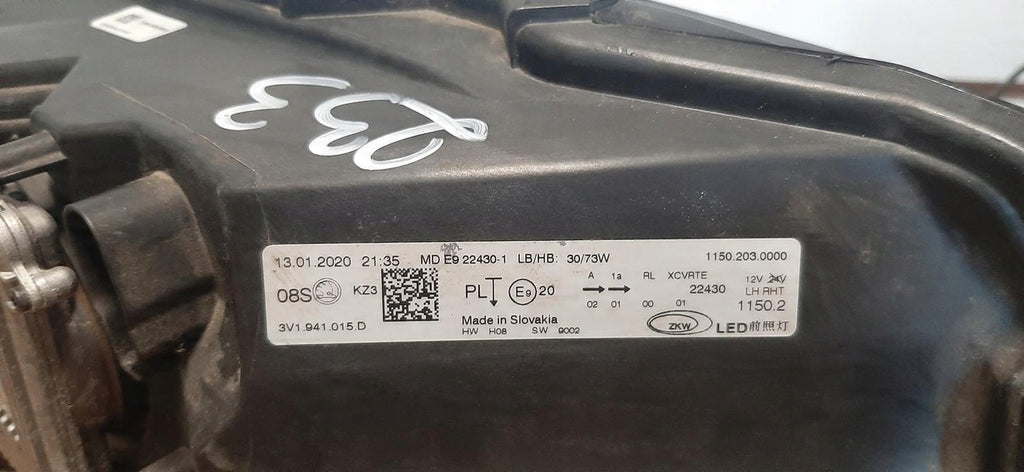 233
13.01.2020 21:35 MD E9 22430-1 LB/HB: 30/73W 1150.203.0000
08S KZ3 PL E9 20 A 1a RL XCVRTE 12V 24V
02 01 00 01 22430 LH RHT
3V1.941.015 D Made in Slovakia 1150.2
HW H08 SW 9002 ZKW LED前照灯